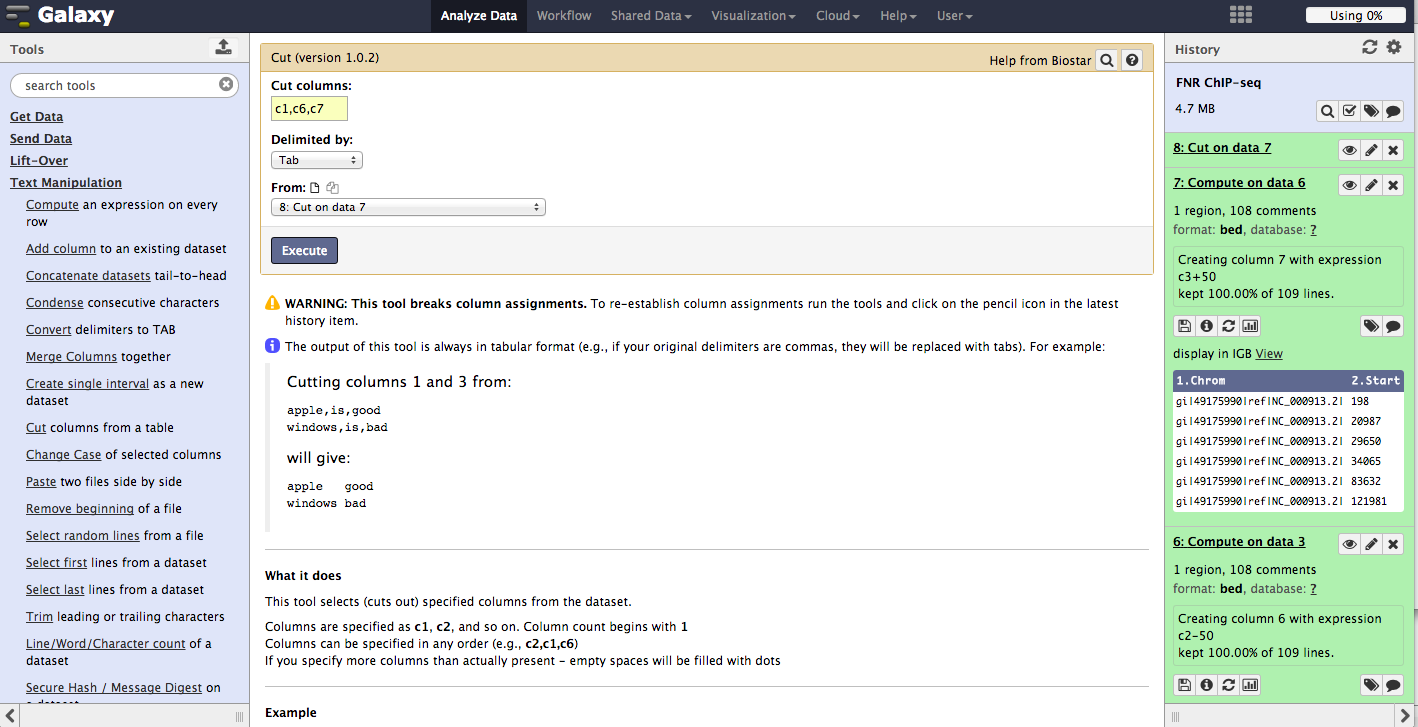 Galaxy
Analyze Data
Workflow
Shared Data
Visualization
Cloud
Help
User
Using 0%
Tools
search tools
Get Data
Send Data
Lift-Over
Text Manipulation
Compute an expression on every
row
Add column to an existing dataset
Concatenate datasets tail-to-head
Condense consecutive characters
Convert delimiters to TAB
Merge Columns together
Create single interval as a new
dataset
Cut columns from a table
Change Case of selected columns
Paste two files side by side
Remove beginning of a file
Select random lines from a file
Select first lines from a dataset
Select last lines from a dataset
Trim leading or trailing characters
Line/Word/Character count of a
dataset
Secure Hash / Message Digest on
a dataset
Cut (version 1.0.2)
Help from Biostar
Cut columns:
c1,c6,c7
Delimited by:
Tab
From:
8: Cut on data 7
Execute
WARNING: This tool breaks column assignments. To re-establish column assignments run the tools and click on the pencil icon in the latest
history item.
The output of this tool is always in tabular format (e.g., if your original delimiters are commas, they will be replaced with tabs). For example:
Cutting columns 1 and 3 from:
apple,is,good
windows,is,bad
will give:
apple good
windows bad
What it does
This tool selects (cuts out) specified columns from the dataset.
Columns are specified as c1, c2, and so on. Column count begins with 1
Columns can be specified in any order (e.g., c2,c1,c6)
If you specify more columns than actually present - empty spaces will be filled with dots
Example
History
FNR ChIP-seq
4.7 MB
8: Cut on data 7
7: Compute on data 6
1 region, 108 comments
format: bed, database: ?
Creating column 7 with expression
c3+50
kept 100.00% of 109 lines.
display in IGB View
1.Chrom 2.Start
gi|49175990|ref|NC_000913.2| 198
gi|49175990|ref|NC_000913.2| 20987
gi|49175990|ref|NC_000913.2| 29650
gi|49175990|ref|NC_000913.2| 34065
gi|49175990|ref|NC_000913.2| 83632
gi|49175990|ref|NC_000913.2| 121981
6: Compute on data 3
1 region, 108 comments
format: bed, database: ?
Creating column 6 with expression
c2-50
kept 100.00% of 109 lines.